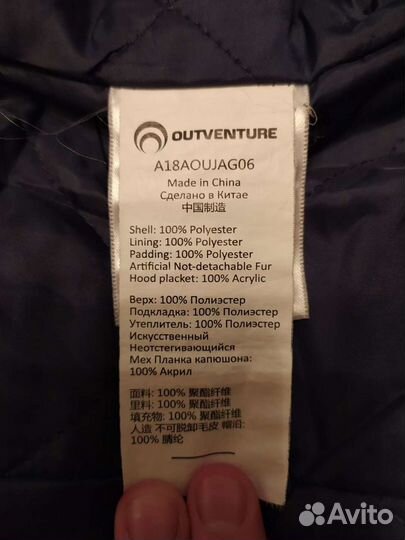 OUTVENTURE
A18AOUJAG06
Made in China
Сделано в Китае
中国制造
Shell: 100% Polyester
Lining: 100% Polyester
Padding: 100% Polyester
Artificial Not-detachable Fur
Hood placket: 100% Acrylic
Верх: 100% Полиэстер
Подкладка: 100% Полиэстер
Утеплитель: 100% Полиэстер
Искусственный
Неотстегивающийся
Мех Планка капюшона:
100% Акрил
面料: 100% 聚酯纤维
里料: 100% 聚酯纤维
填充物: 100% 聚酯纤维
人造 不可脱卸毛皮 帽沿:
100% 腈纶
Avito